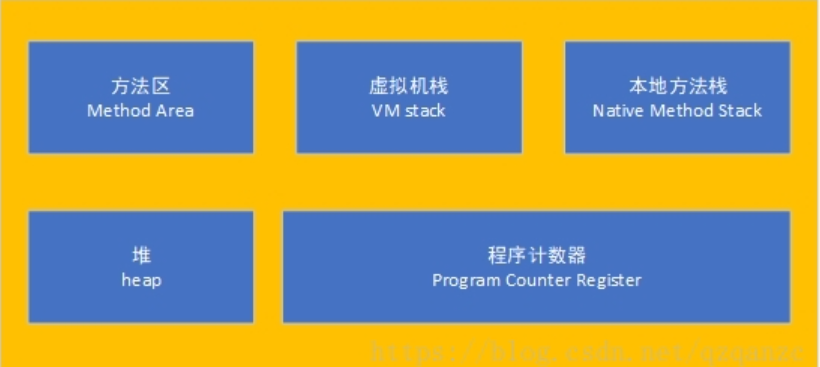 方法区
Method Area
虚拟机栈
VM stack
本地方法栈
Native Method Stack
堆
heap
程序计数器
Program Counter Register
https://blog.csdn.net/qzqanzc